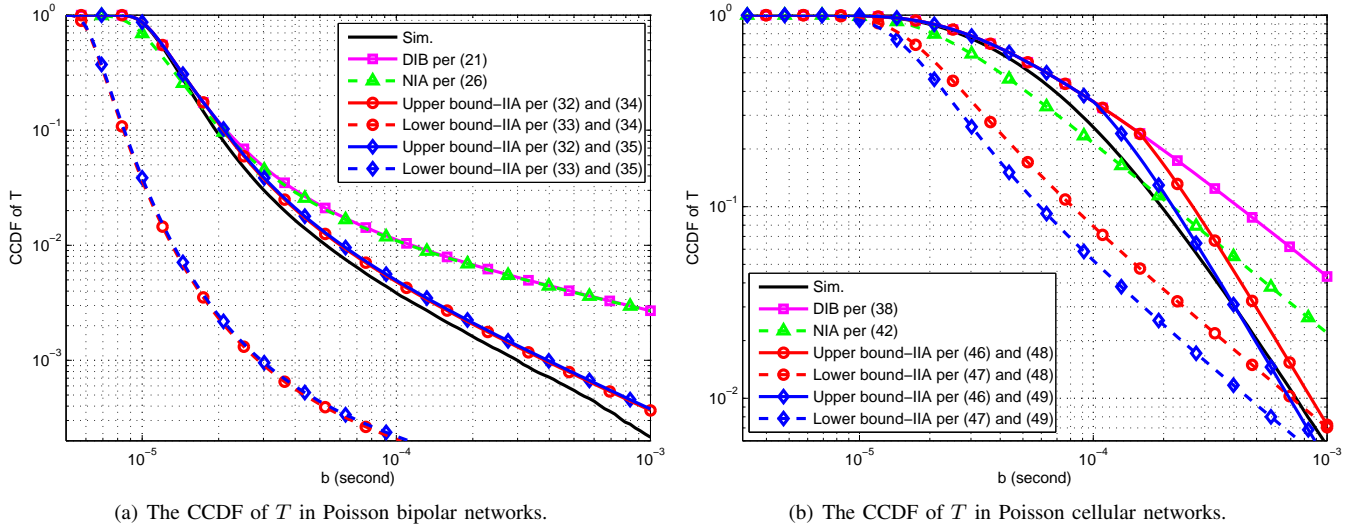 10^0
10^-1
10^-2
10^-3
CCDF of T
10^-5
10^-4
10^-3
b (second)
Sim.
DIB per (21)
NIA per (26)
Upper bound−IIA per (32) and (34)
Lower bound−IIA per (33) and (34)
Upper bound−IIA per (32) and (35)
Lower bound−IIA per (33) and (35)
(a) The CCDF of T in Poisson bipolar networks.
10^0
10^-1
10^-2
CCDF of T
10^-5
10^-4
10^-3
b (second)
Sim.
DIB per (38)
NIA per (42)
Upper bound−IIA per (46) and (48)
Lower bound−IIA per (47) and (48)
Upper bound−IIA per (46) and (49)
Lower bound−IIA per (47) and (49)
(b) The CCDF of T in Poisson cellular networks.